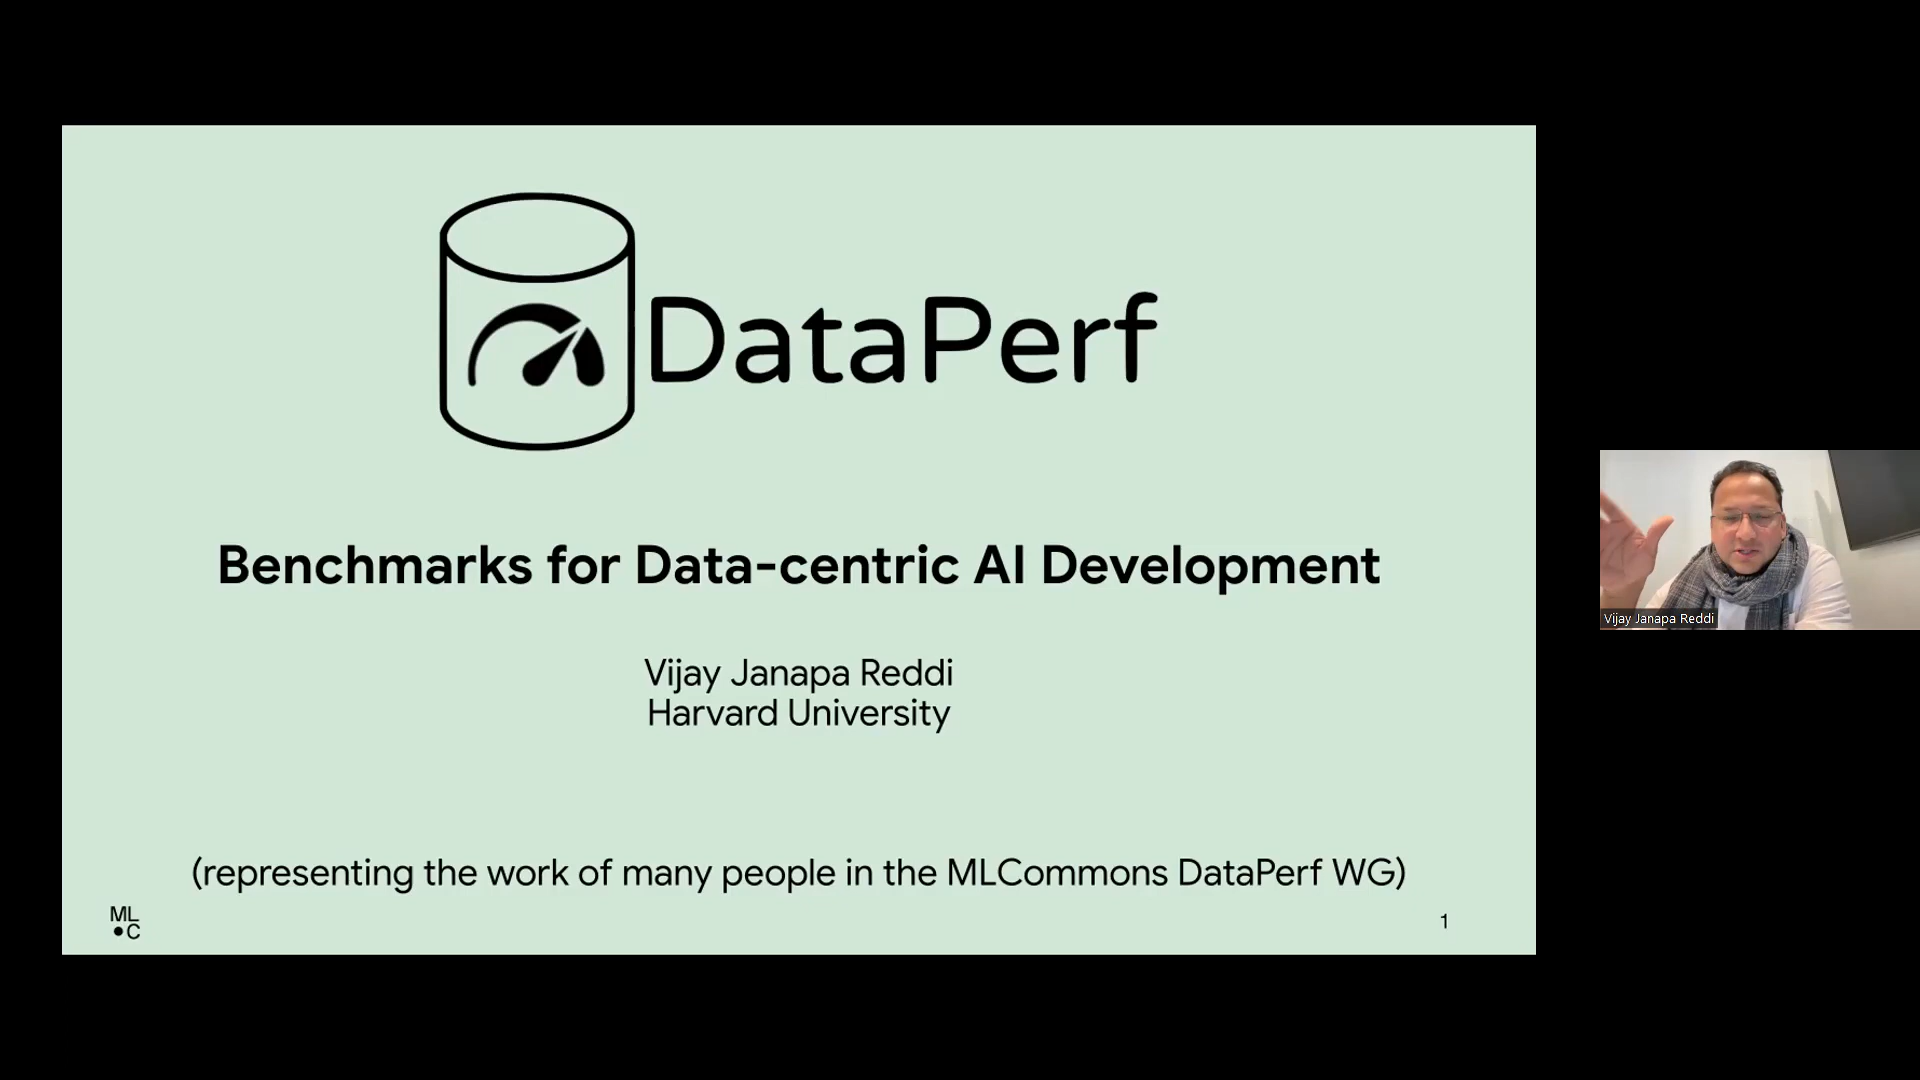 DataPerf
Benchmarks for Data-centric AI Development
Vijay Janapa Reddi
Harvard University
(representing the work of many people in the MLCommons DataPerf WG)
ML
C
1
Vijay Janapa Reddi